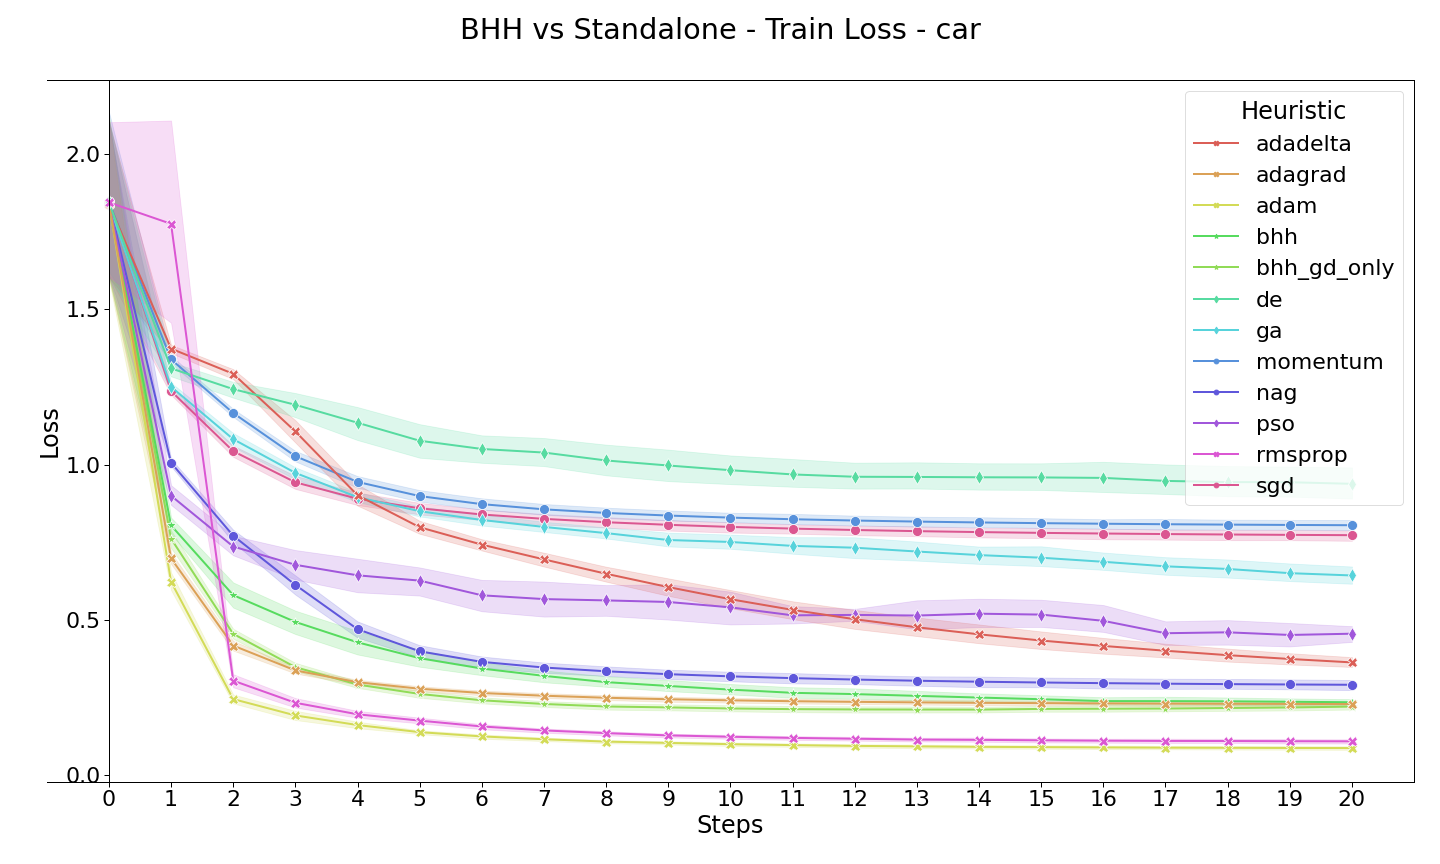 BHH vs Standalone - Train Loss - car
Heuristic
adadelta
adagrad
adam
bhh
bhh_gd_only
de
ga
momentum
nag
pso
rmsprop
sgd
Loss
2.0
1.5
1.0
0.5
0.0
0 1 2 3 4 5 6 7 8 9 10 11 12 13 14 15 16 17 18 19 20
Steps